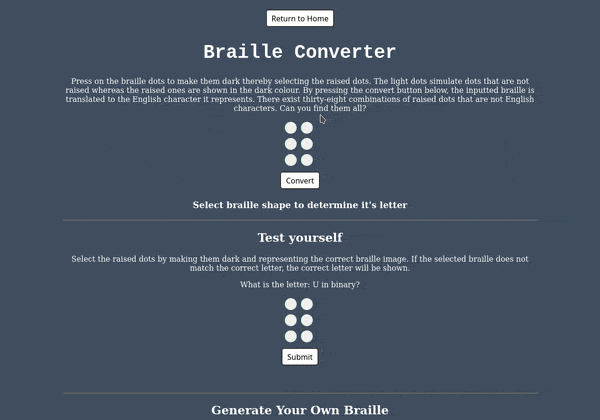 Return to Home
Braille Converter
Press on the braille dots to make them dark thereby selecting the raised dots. The light dots simulate dots that are not
raised whereas the raised ones are shown in the dark colour. By pressing the convert button below, the inputted braille is
translated to the English character it represents. There exist thirty-eight combinations of raised dots that are not English
characters. Can you find them all?
Convert
Select braille shape to determine it's letter
Test yourself
Select the raised dots by making them dark and representing the correct braille image. If the selected braille does not
match the correct letter, the correct letter will be shown.
What is the letter: U in binary?
Submit
Generate Your Own Braille